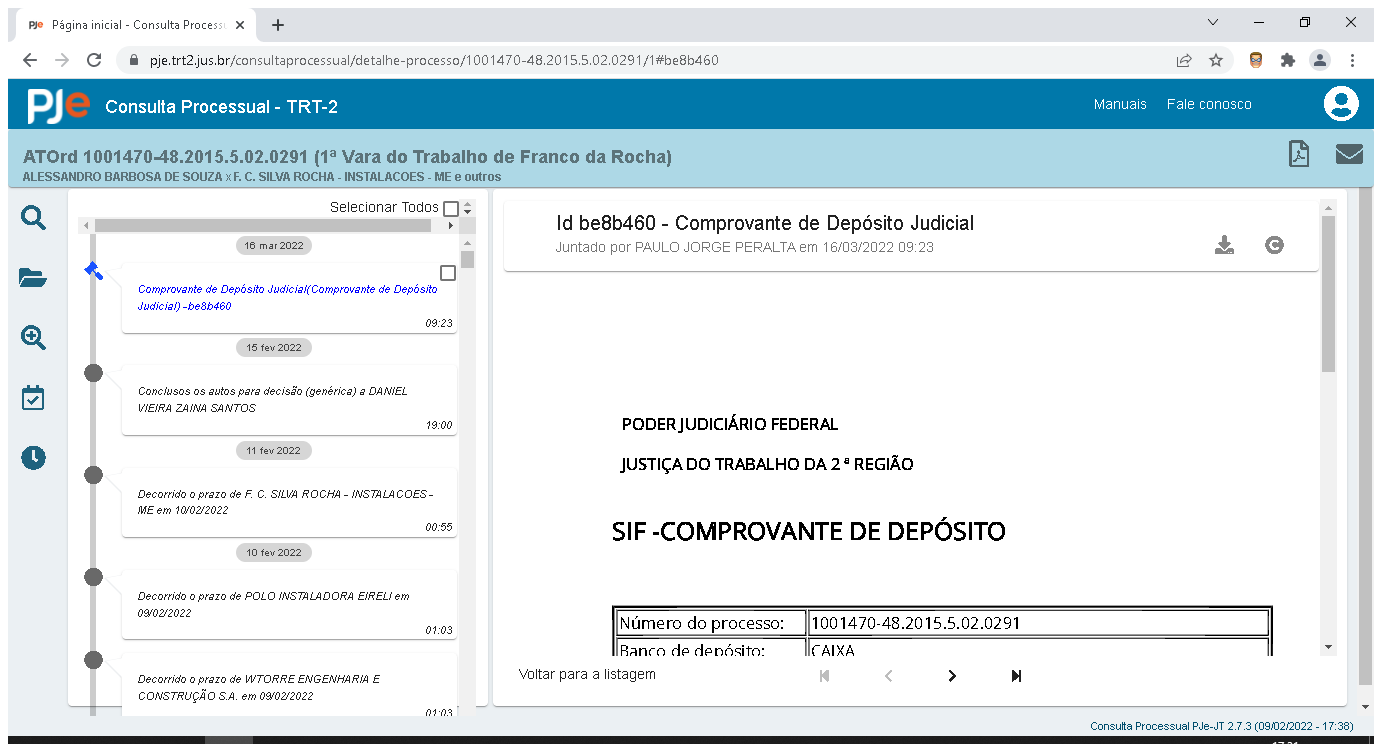 PJe Página inicial - Consulta Process
pje.trt2.jus.br/consultaprocessual/detalhe-processo/1001470-48.2015.5.02.0291/1#be8b460
PJe Consulta Processual - TRT-2
Manuais Fale conosco
ATOrd 1001470-48.2015.5.02.0291 (1ª Vara do Trabalho de Franco da Rocha)
ALESSANDRO BARBOSA DE SOUZA x F. C. SILVA ROCHA - INSTALACOES - ME e outros
Selecionar Todos
16 mar 2022
Comprovante de Depósito Judicial(Comprovante de Depósito
Judicial) -be8b460
09:23
15 fev 2022
Conclusos os autos para decisão (genérica) a DANIEL
VIEIRA ZAINA SANTOS
19:00
11 fev 2022
Decorrido o prazo de F. C. SILVA ROCHA - INSTALACOES -
ME em 10/02/2022
00:55
10 fev 2022
Decorrido o prazo de POLO INSTALADORA EIRELI em
09/02/2022
01:03
Decorrido o prazo de WTORRE ENGENHARIA E
CONSTRUÇÃO S.A. em 09/02/2022
01:03
Id be8b460 - Comprovante de Depósito Judicial
Juntado por PAULO JORGE PERALTA em 16/03/2022 09:23
PODER JUDICIÁRIO FEDERAL
JUSTIÇA DO TRABALHO DA 2 ª REGIÃO
SIF -COMPROVANTE DE DEPÓSITO
Número do processo: 1001470-48.2015.5.02.0291
Banco de depósito: CAIXA
Voltar para a listagem
Consulta Processual PJe-JT 2.7.3 (09/02/2022 - 17:38)